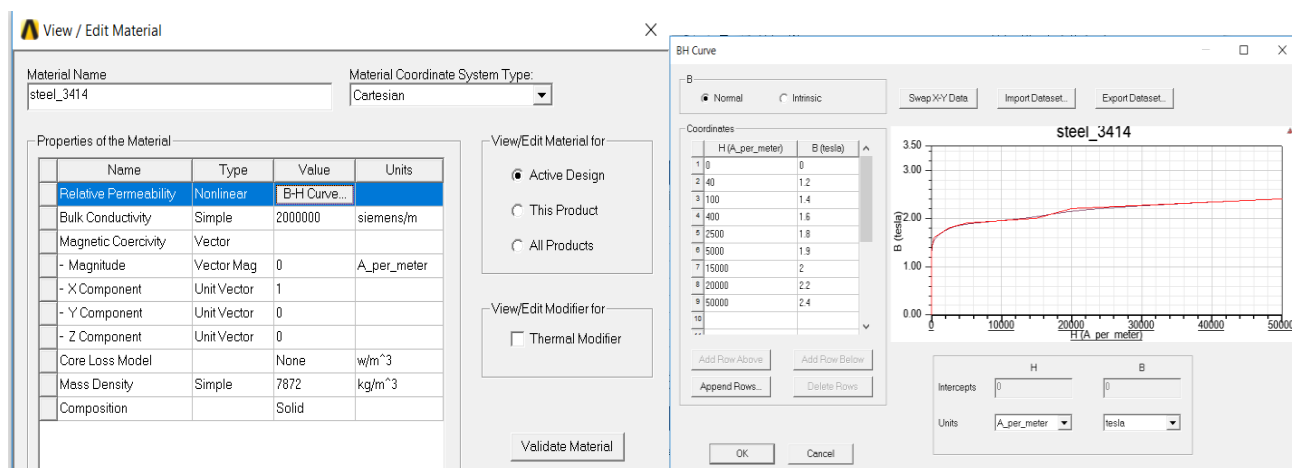 View / Edit Material
Material Name
Material Coordinate System Type:
steel_3414
Cartesian
Properties of the Material
Name Type Value Units
Relative Permeability Nonlinear B-H Curve...
Bulk Conductivity Simple 2000000 siemens/m
Magnetic Coercivity Vector
- Magnitude Vector Mag 0 A_per_meter
- X Component Unit Vector 1
- Y Component Unit Vector 0
- Z Component Unit Vector 0
Core Loss Model None w/m^3
Mass Density Simple 7872 kg/m^3
Composition Solid
View/Edit Material for
Active Design
This Product
All Products
View/Edit Modifier for
Thermal Modifier
Validate Material
BH Curve
B
Normal Intrinsic
Swap X-Y Data Import Dataset... Export Dataset...
Coordinates
H (A_per_meter) B (tesla)
1 0 0
2 40 1.2
3 100 1.4
4 400 1.6
5 2500 1.8
6 5000 1.9
7 15000 2
8 20000 2.2
9 50000 2.4
10
Add Row Above Add Row Below
Append Rows... Delete Rows
OK Cancel
steel_3414
3.50
2.00
1.00
0.00
B (tesla)
0 10000 20000 30000 40000 50000
H (A_per_meter)
H B
Intercepts 0 0
Units A_per_meter tesla